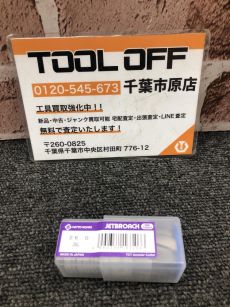 TOOL OFF
0120-545-673 千葉市原店
工具買取強化中!!
新品・中古・ジャンク買取可能 宅配査定・出張査定・LINE査定
無料で査定いたします!
〒260-0825
千葉県千葉市中央区村田町 776-12
JETBROACH
MADE IN JAPAN